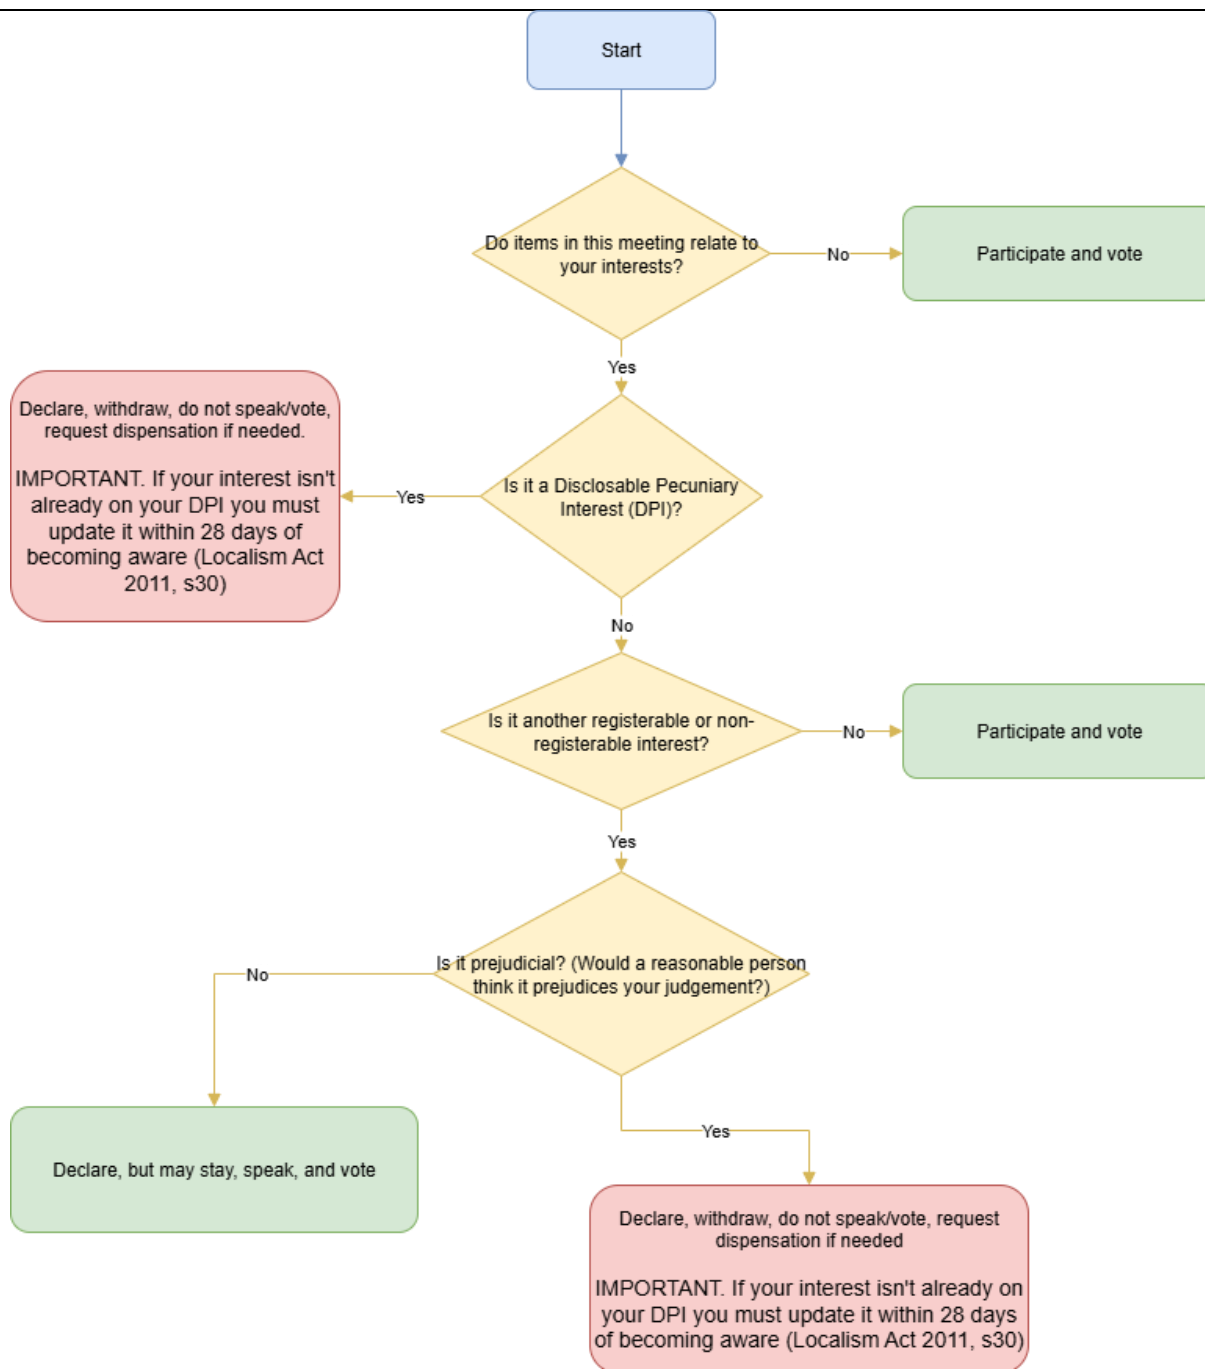 Start
Do items in this meeting relate to
your interests?
No
Participate and vote
Yes
Declare, withdraw, do not speak/vote,
request dispensation if needed.
IMPORTANT. If your interest isn't
already on your DPI you must
update it within 28 days of
becoming aware (Localism Act
2011, s30)
Yes
Is it a Disclosable Pecuniary
Interest (DPI)?
No
Is it another registerable or non-
registerable interest?
No
Participate and vote
Yes
Is it prejudicial? (Would a reasonable person
think it prejudices your judgement?)
No
Declare, but may stay, speak, and vote
Yes
Declare, withdraw, do not speak/vote, request
dispensation if needed
IMPORTANT. If your interest isn't already on
your DPI you must update it within 28 days
of becoming aware (Localism Act 2011, s30)